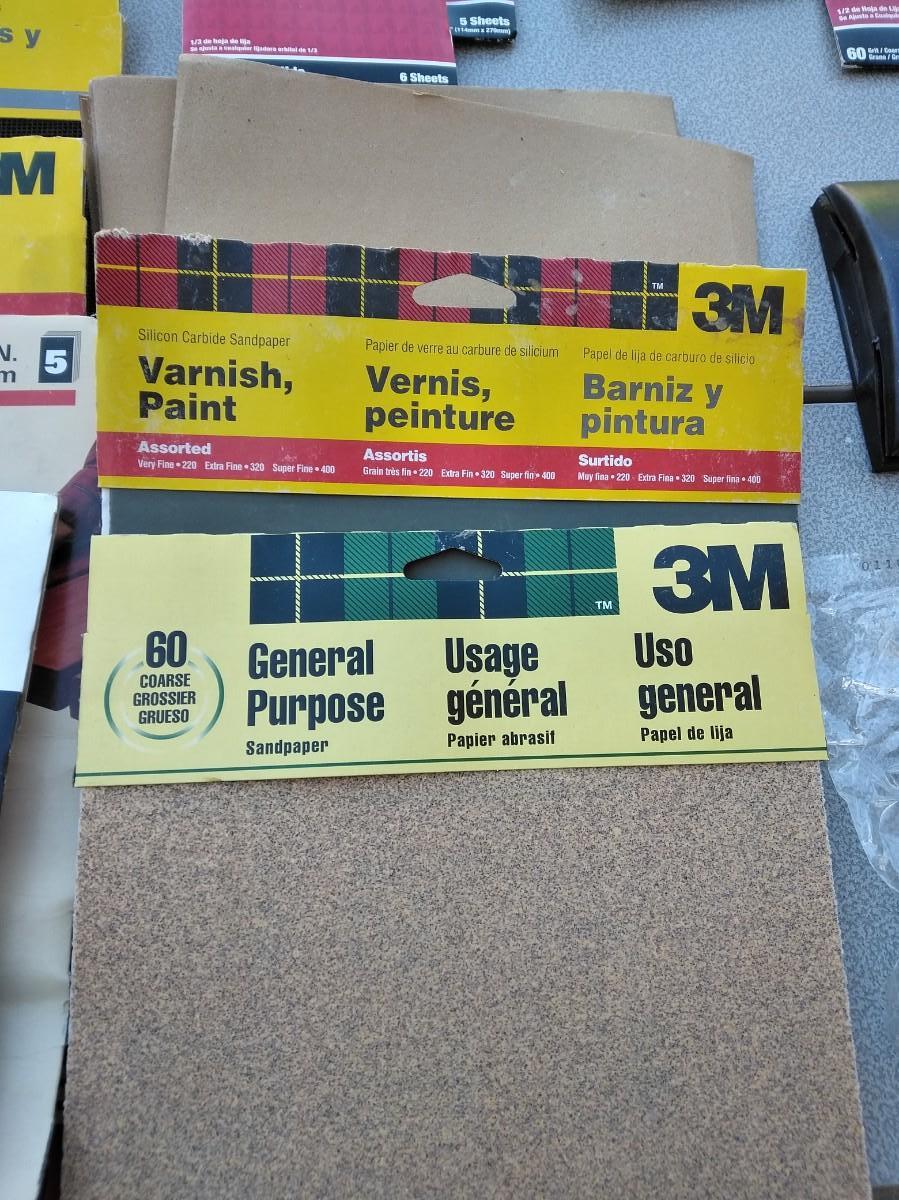 s y
1/3 de hoja de lija
Se ajusta a cualquier lijadora orbital de 1/3
6 Sheets
5 Sheets
(114mm x 279mm)
1/2 de Hoja de Lija
60
3M
N.
m
5
™
3M
Silicon Carbide Sandpaper
Varnish,
Paint
Assorted
Very Fine • 220 Extra Fine • 320 Super Fine • 400
Papier de verre au carbure de silicium
Vernis,
peinture
Assortis
Grain très fin • 220 Extra Fin • 320 Super fin • 400
Papel de lija de carburo de silicio
Barniz y
pintura
Surtido
Muy fina • 220 Extra Fina • 320 Super fina • 400
™
3M
60
COARSE
GROSSIER
GRUESO
General
Purpose
Sandpaper
Usage
général
Papier abrasif
Uso
general
Papel de lija
011